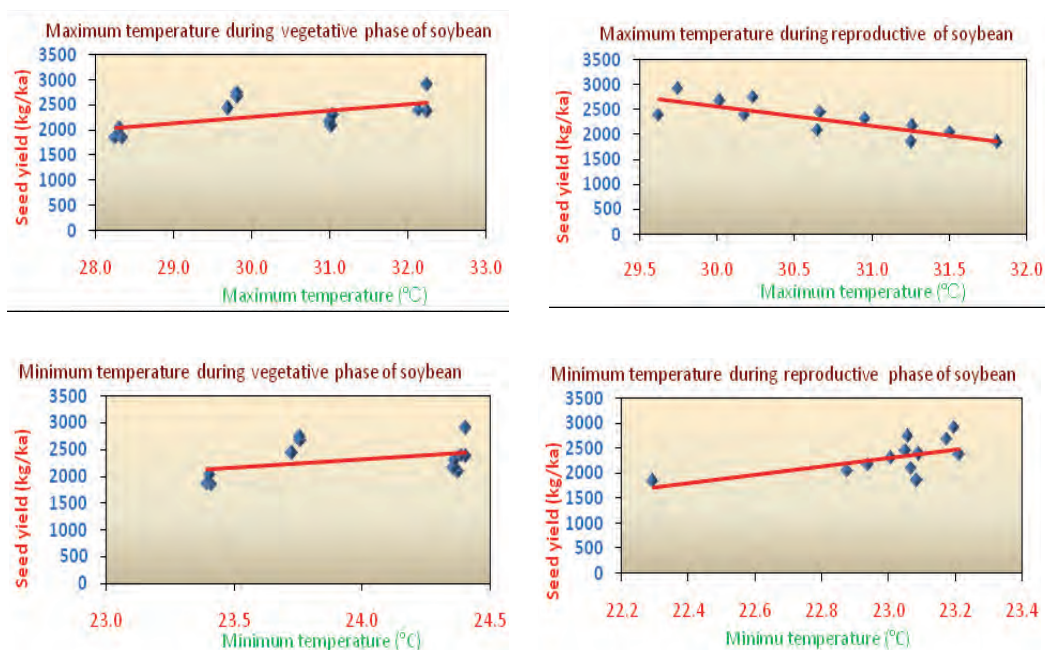 Maximum temperature during vegetative phase of soybean
3500
3000
2500
2000
1500
1000
500
0
Seed yield (kg/ka)
28.0 29.0 30.0 31.0 32.0 33.0
Maximum temperature (°C)
Maximum temperature during reproductive of soybean
3500
3000
2500
2000
1500
1000
500
0
Seed yield (kg/ka)
29.5 30.0 30.5 31.0 31.5 32.0
Maximum temperature (°C)
Minimum temperature during vegetative phase of soybean
3500
3000
2500
2000
1500
1000
500
0
Seed yield (kg/ka)
23.0 23.5 24.0 24.5
Minimum temperature (°C)
Minimum temperature during reproductive phase of soybean
3500
3000
2500
2000
1500
1000
500
0
Seed yield (kg/ka)
22.2 22.4 22.6 22.8 23.0 23.2 23.4
Minimu temperature (°C)